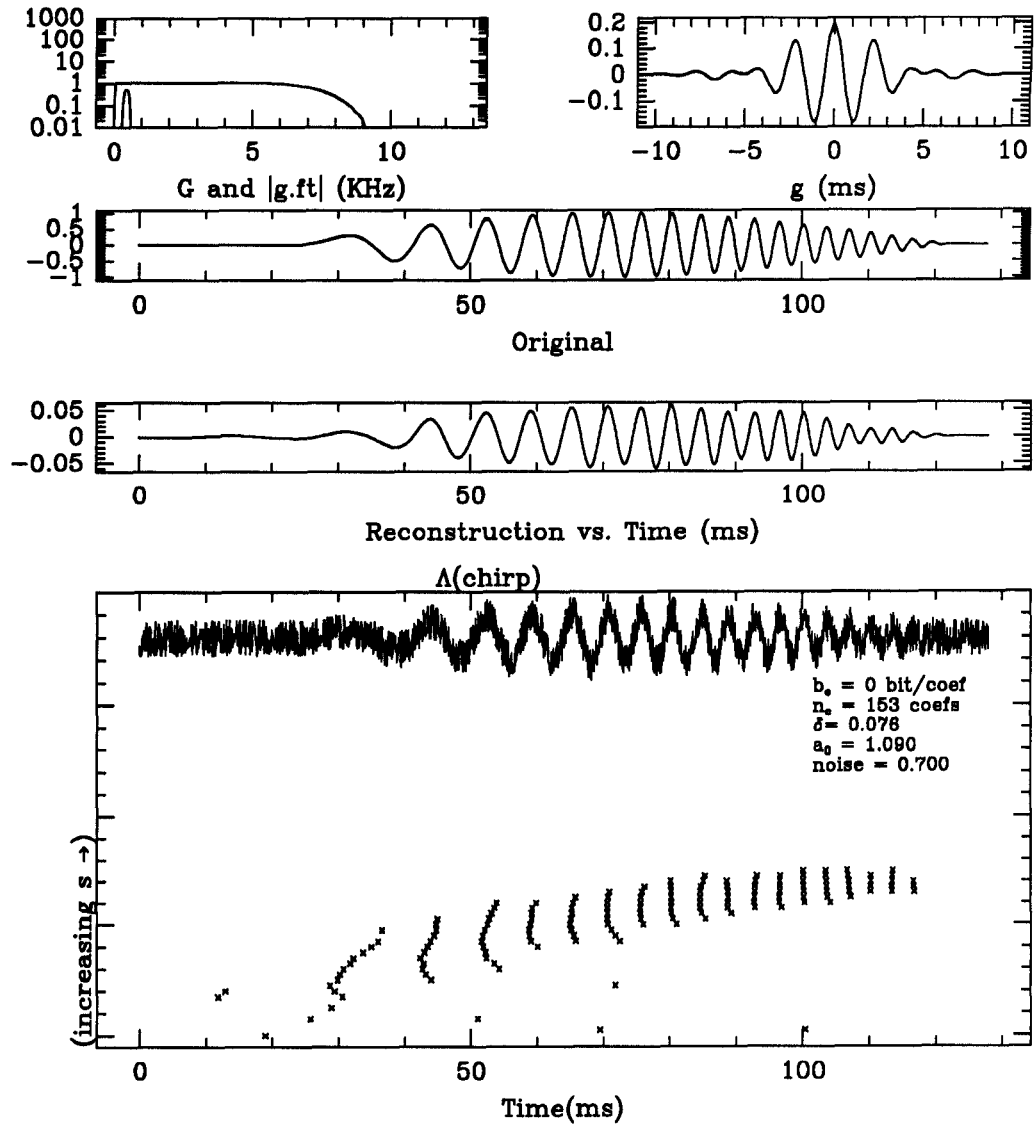 1000
100
10
1
0.1
0.01
0 5 10
G and |g.ft| (KHz)
0.2
0.1
0
−0.1
−10 −5 0 5 10
g (ms)
1
0.5
0
−0.5
−1
0 50 100
Original
0.05
0
−0.05
0 50 100
Reconstruction vs. Time (ms)
Λ(chirp)
b_e = 0 bit/coef
n_c = 153 coefs
δ= 0.076
a_0 = 1.090
noise = 0.700
(increasing s →)
0 50 100
Time(ms)